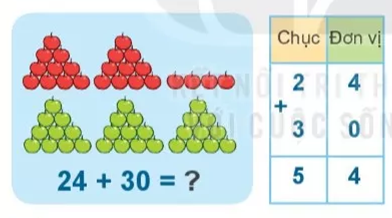 24 + 30 = ?
Chục Đơn vị
2 4
+
3 0
5 4